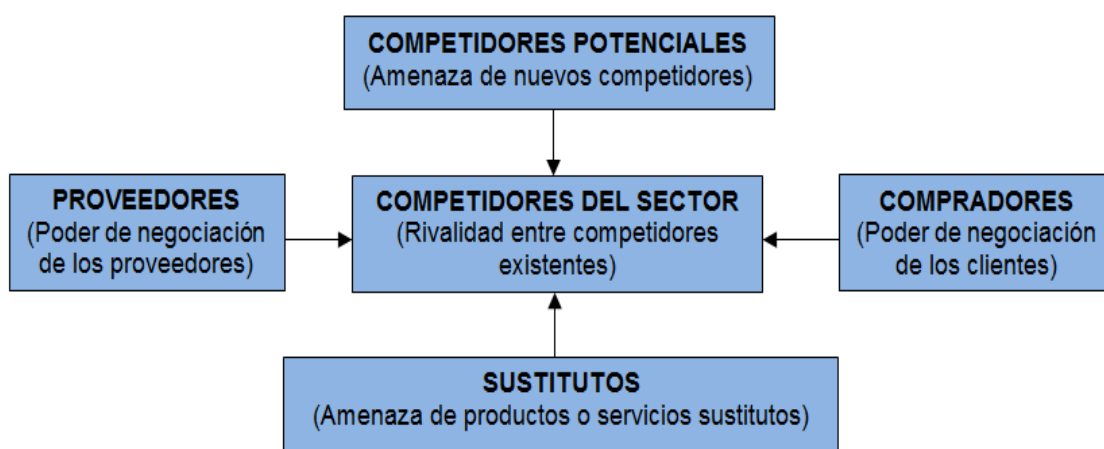 COMPETIDORES POTENCIALES
(Amenaza de nuevos competidores)
PROVEEDORES
(Poder de negociación
de los proveedores)
COMPETIDORES DEL SECTOR
(Rivalidad entre competidores
existentes)
COMPRADORES
(Poder de negociación
de los clientes)
SUSTITUTOS
(Amenaza de productos o servicios sustitutos)